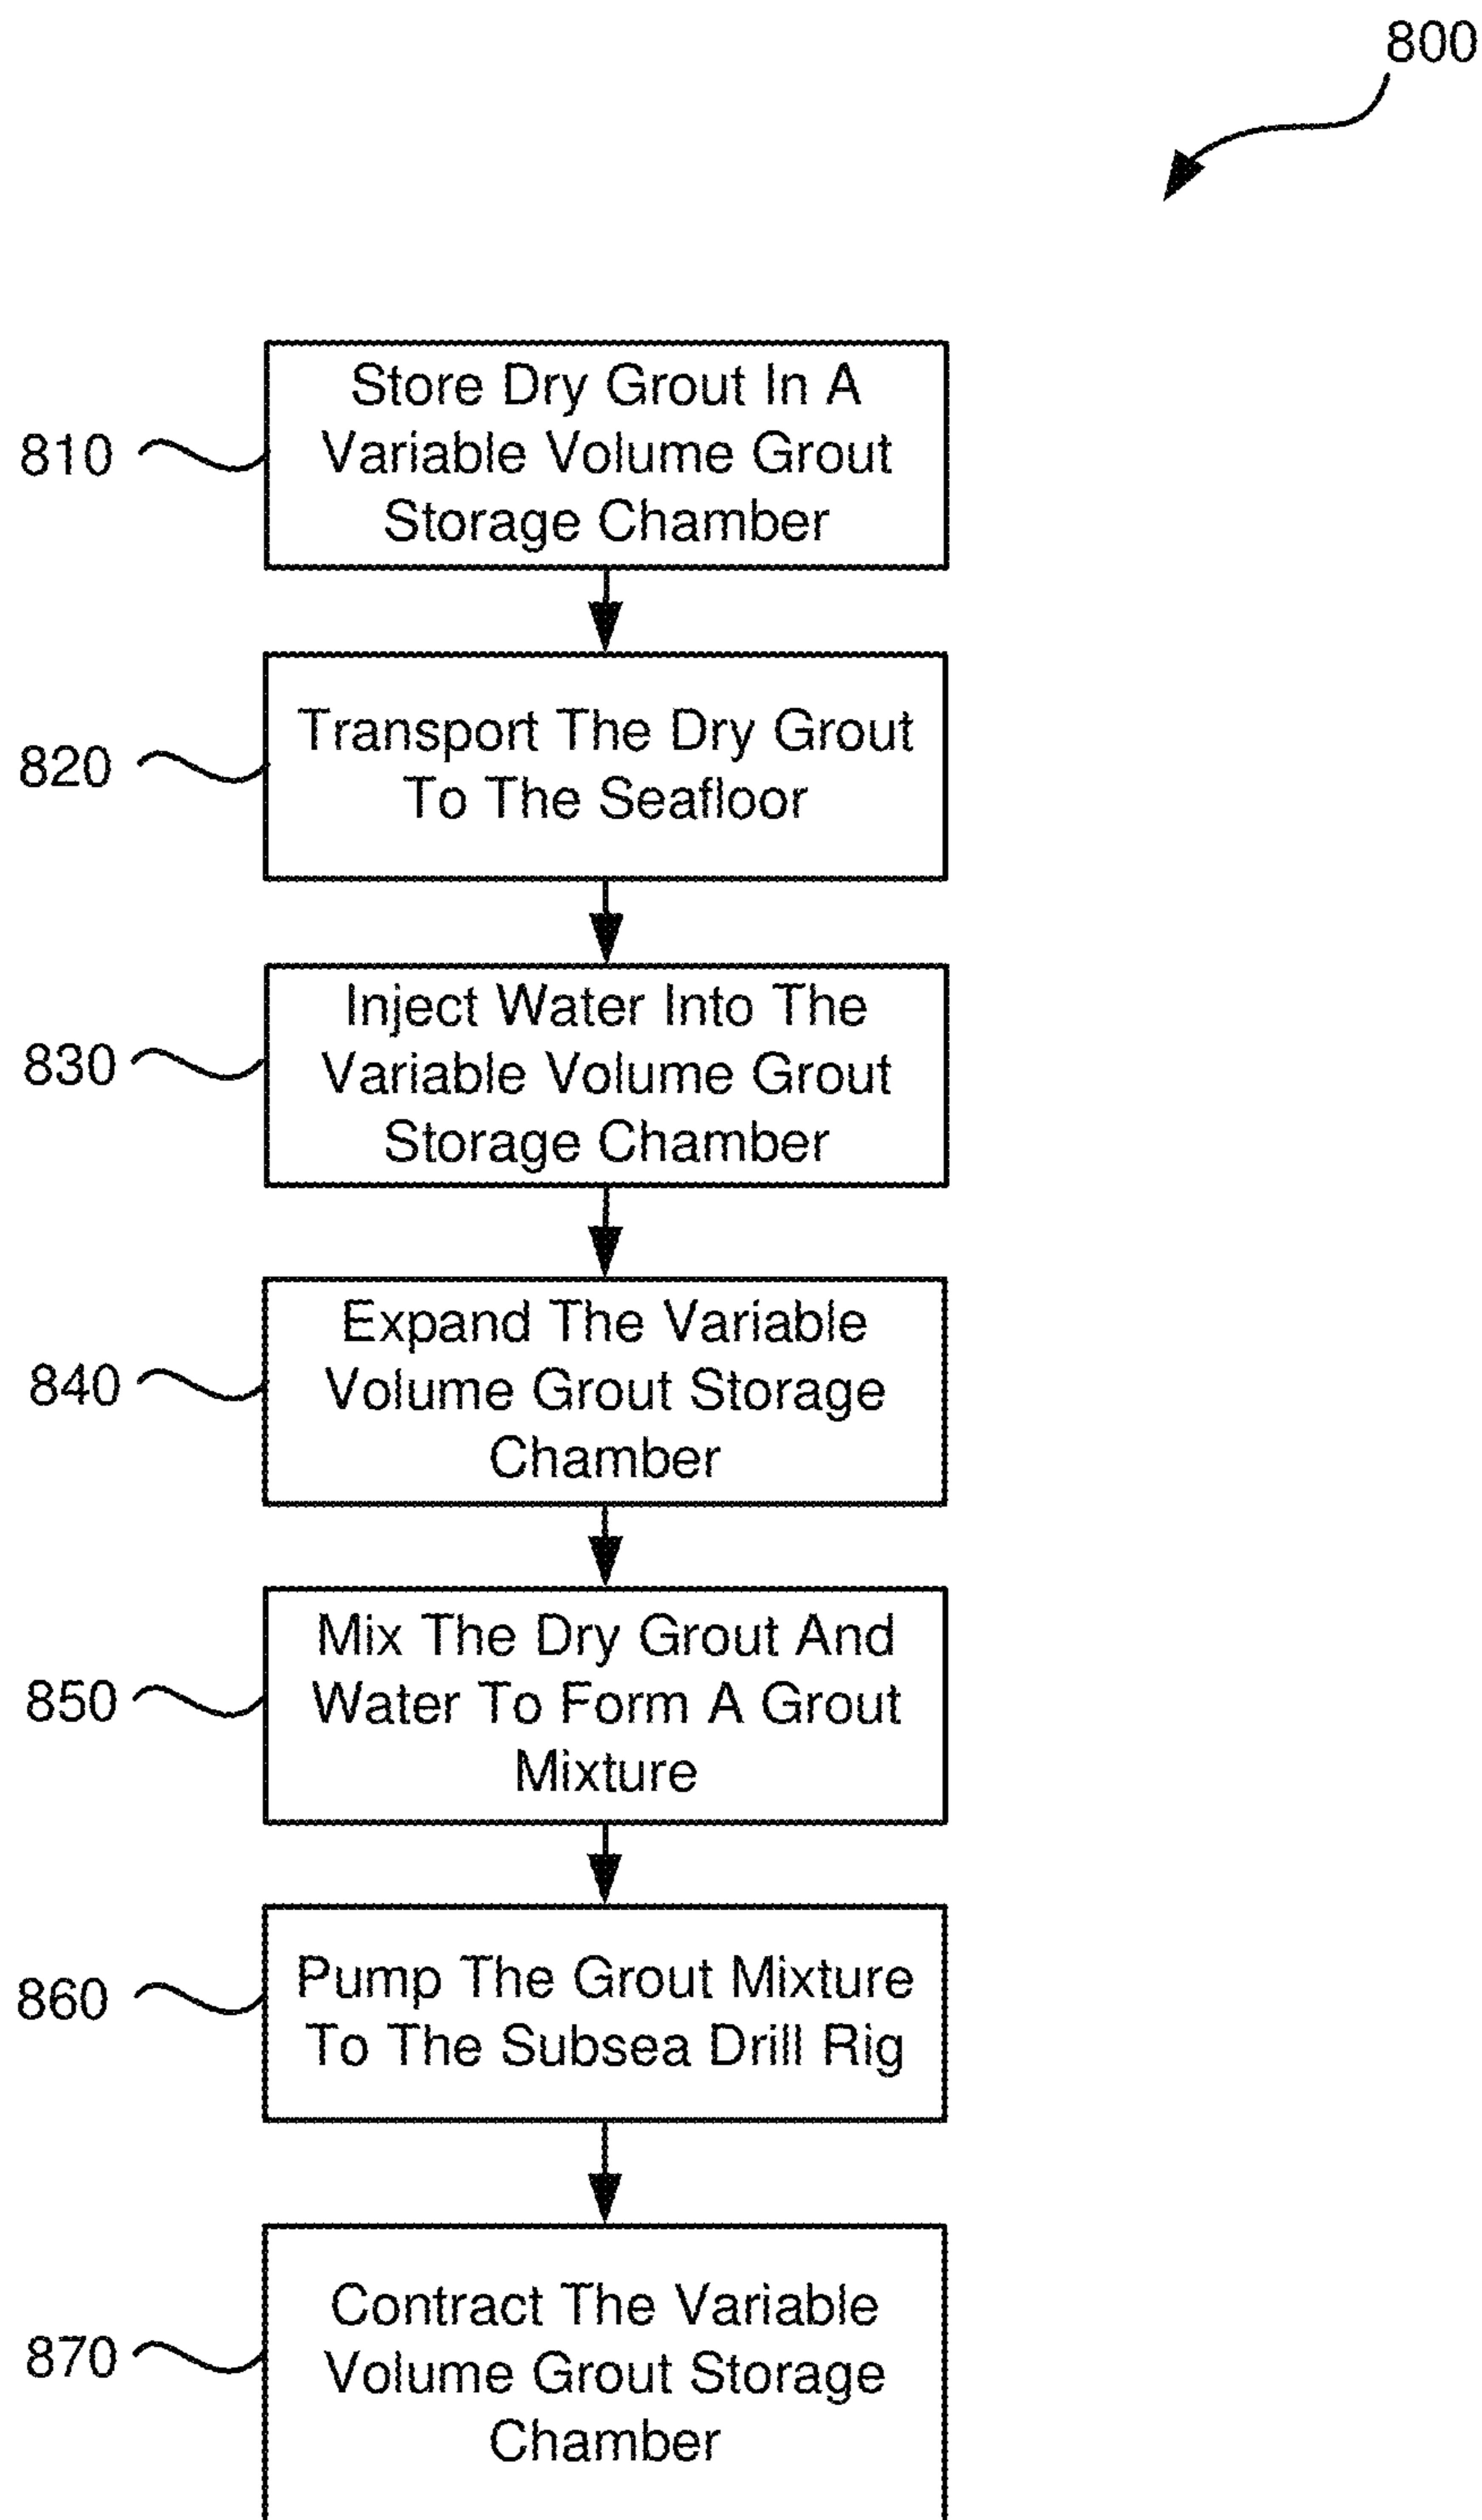 800
810
Store Dry Grout In A
Variable Volume Grout
Storage Chamber
820
Transport The Dry Grout
To The Seafloor
830
Inject Water Into The
Variable Volume Grout
Storage Chamber
840
Expand The Variable
Volume Grout Storage
Chamber
850
Mix The Dry Grout And
Water To Form A Grout
Mixture
860
Pump The Grout Mixture
To The Subsea Drill Rig
870
Contract The Variable
Volume Grout Storage
Chamber